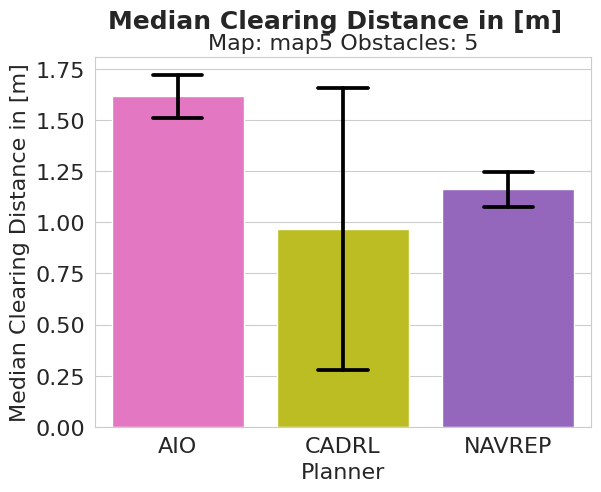 Median Clearing Distance in [m]
Map: map5 Obstacles: 5
Median Clearing Distance in [m]
1.75
1.50
1.25
1.00
0.75
0.50
0.25
0.00
AIO CADRL NAVREP
Planner